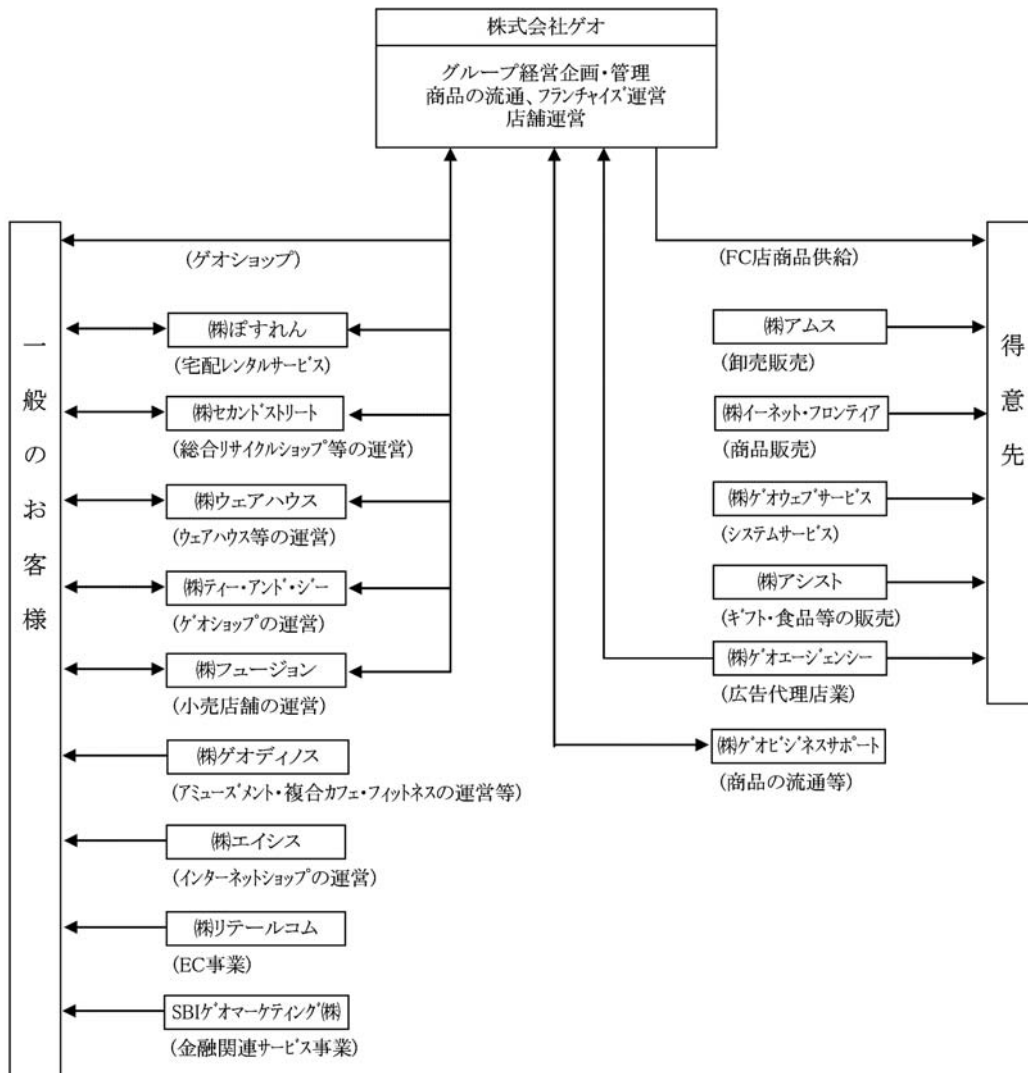 株式会社ゲオ
グループ経営企画・管理
商品の流通、フランチャイズ運営
店舗運営
(ゲオショップ)
(FC店商品供給)
一般のお客様
㈱ぽすれん
(宅配レンタルサービス)
㈱セカンドストリート
(総合リサイクルショップ等の運営)
㈱ウェアハウス
(ウェアハウス等の運営)
㈱ティー・アンド・ジー
(ゲオショップの運営)
㈱フュージョン
(小売店舗の運営)
㈱ゲオディノス
(アミューズメント・複合カフェ・フィットネスの運営等)
㈱エイシス
(インターネットショップの運営)
㈱リテールコム
(EC事業)
SBIゲオマーケティング㈱
(金融関連サービス事業)
㈱アムス
(卸売販売)
㈱イーネット・フロンティア
(商品販売)
㈱ゲオウェブサービス
(システムサービス)
㈱アシスト
(ギフト・食品等の販売)
㈱ゲオエージェンシー
(広告代理店業)
㈱ゲオビジネスサポート
(商品の流通等)
得意先